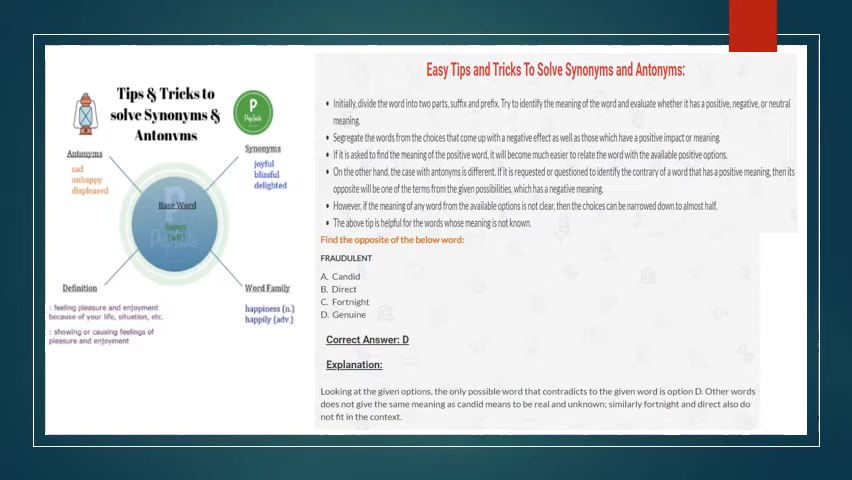 Tips & Tricks to
solve Synonyms &
Antonyms
P
Prepinsta
Antonyms
sad
unhappy
displeased
Synonyms
joyful
blissful
delighted
Base Word
happy
(adj)
Definition
: feeling pleasure and enjoyment
because of your life, situation, etc.
: showing or causing feelings of
pleasure and enjoyment
Word Family
happiness (n.)
happily (adv.)
Easy Tips and Tricks To Solve Synonyms and Antonyms:
• Initially, divide the word into two parts, suffix and prefix. Try to identify the meaning of the word and evaluate whether it has a positive, negative, or neutral
meaning.
• Segregate the words from the choices that come up with a negative effect as well as those which have a positive impact or meaning.
• If it is asked to find the meaning of the positive word, it will become much easier to relate the word with the available positive options.
• On the other hand, the case with antonyms is different. If it is requested or questioned to identify the contrary of a word that has a positive meaning, then its
opposite will be one of the terms from the given possibilities, which has a negative meaning.
• However, if the meaning of any word from the available options is not clear, then the choices can be narrowed down to almost half.
• The above tip is helpful for the words whose meaning is not known.
Find the opposite of the below word:
FRAUDULENT
A. Candid
B. Direct
C. Fortnight
D. Genuine
Correct Answer: D
Explanation:
Looking at the given options, the only possible word that contradicts to the given word is option D. Other words
does not give the same meaning as candid means to be real and unknown; similarly fortnight and direct also do
not fit in the context.